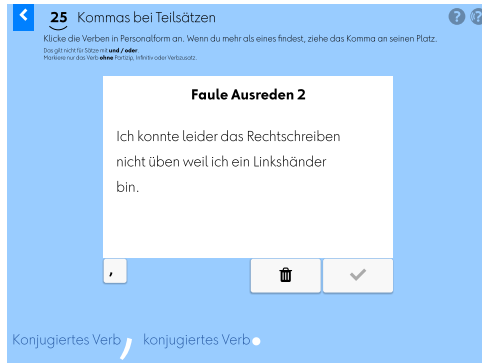 25 Kommas bei Teilsätzen
Klicke die Verben in Personalform an. Wenn du mehr als eines findest, ziehe das Komma an seinen Platz.
Das gilt nicht für Sätze mit und / oder.
Markiere nur das Verb ohne Partizip, Infinitiv oder Verbzusatz.
Faule Ausreden 2
Ich konnte leider das Rechtschreiben
nicht üben weil ich ein Linkshänder
bin.
,
Konjugiertes Verb, konjugiertes Verb.